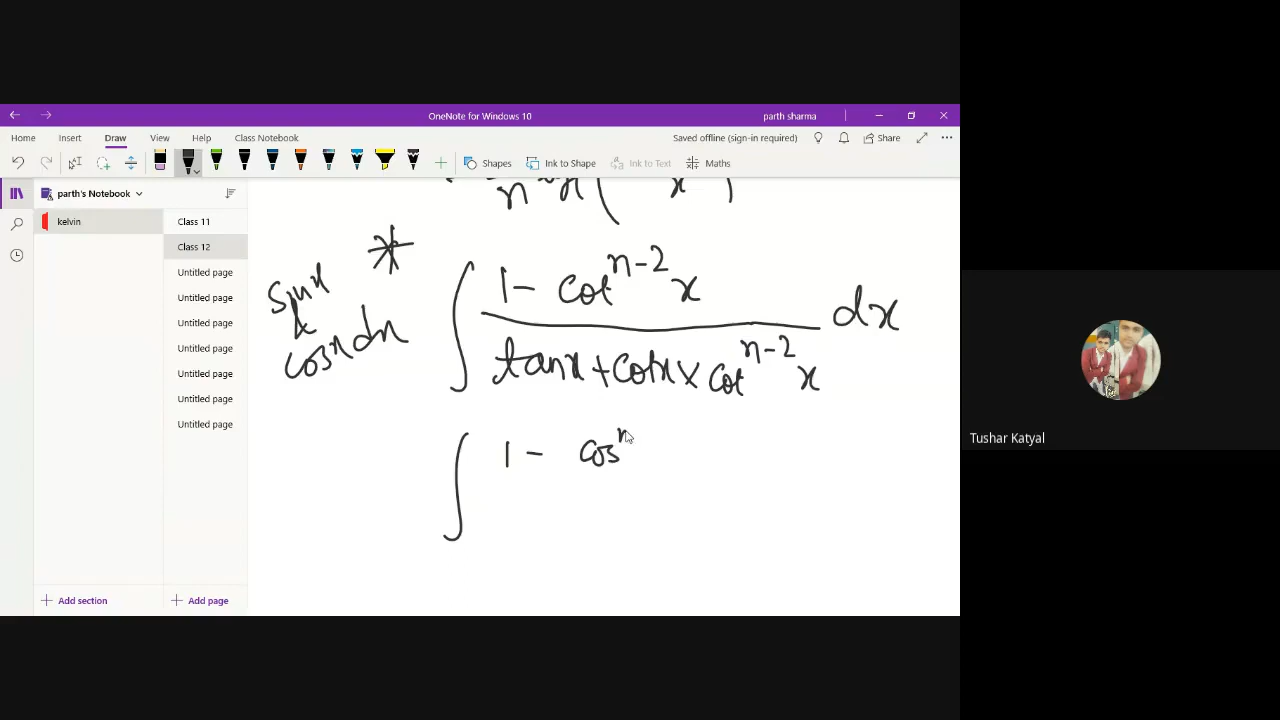 OneNote for Windows 10
parth sharma
Home Insert Draw View Help Class Notebook
Saved offline (sign-in required)
Share
Shapes Ink to Shape Ink to Text Maths
parth's Notebook
kelvin
Class 11
Class 12
Untitled page
Untitled page
Untitled page
Untitled page
Untitled page
Untitled page
Untitled page
Add section
Add page
sinx
&
cosx dx
*
∫ 1 - cot^{n-2} x / tanx + cotx × cot^{n-2} x dx
∫ 1 - cos^n
Tushar Katyal